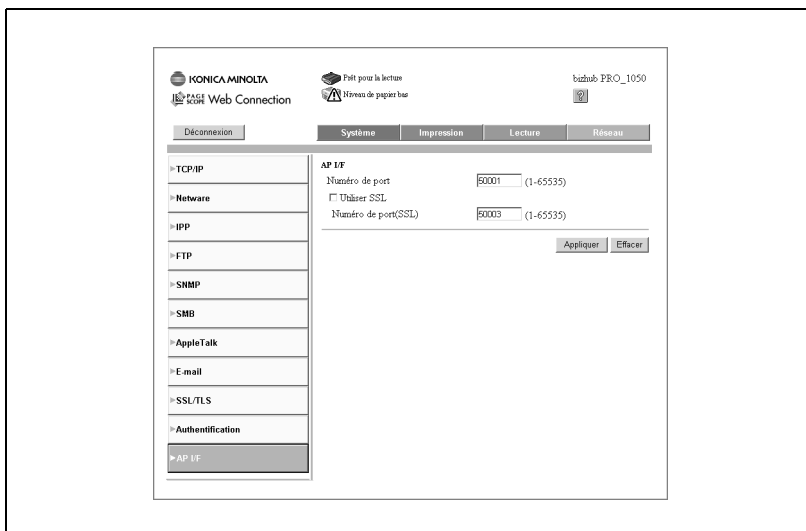 KONICA MINOLTA
PAGE SCOPE Web Connection
Prêt pour la lecture
Niveau de papier bas
bizhub PRO_1050
?
Déconnexion
Système
Impression
Lecture
Réseau
TCP/IP
Netware
IPP
FTP
SNMP
SMB
AppleTalk
E-mail
SSL/TLS
Authentification
AP I/F
AP I/F
Numéro de port 50001 (1-65535)
Utiliser SSL
Numéro de port(SSL) 50003 (1-65535)
Appliquer Effacer